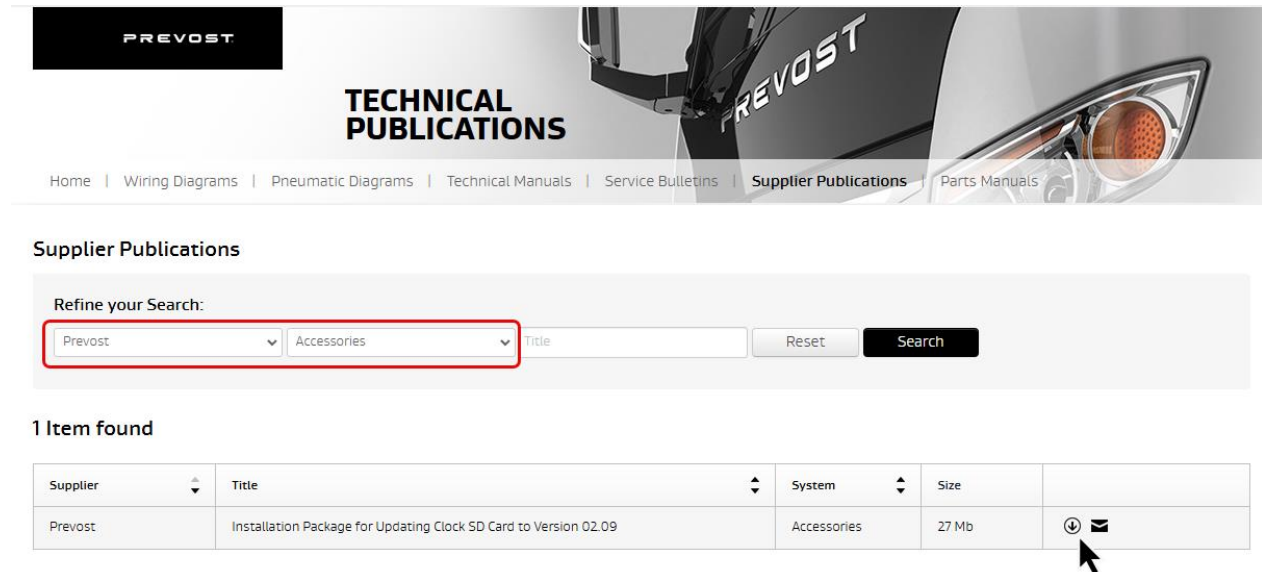 PREVOST
PREVOST
TECHNICAL
PUBLICATIONS
Home | Wiring Diagrams | Pneumatic Diagrams | Technical Manuals | Service Bulletins | Supplier Publications | Parts Manuals
Supplier Publications
Refine your Search:
Prevost Accessories Title Reset Search
1 Item found
Supplier Title System Size
Prevost Installation Package for Updating Clock SD Card to Version 02.09 Accessories 27 Mb